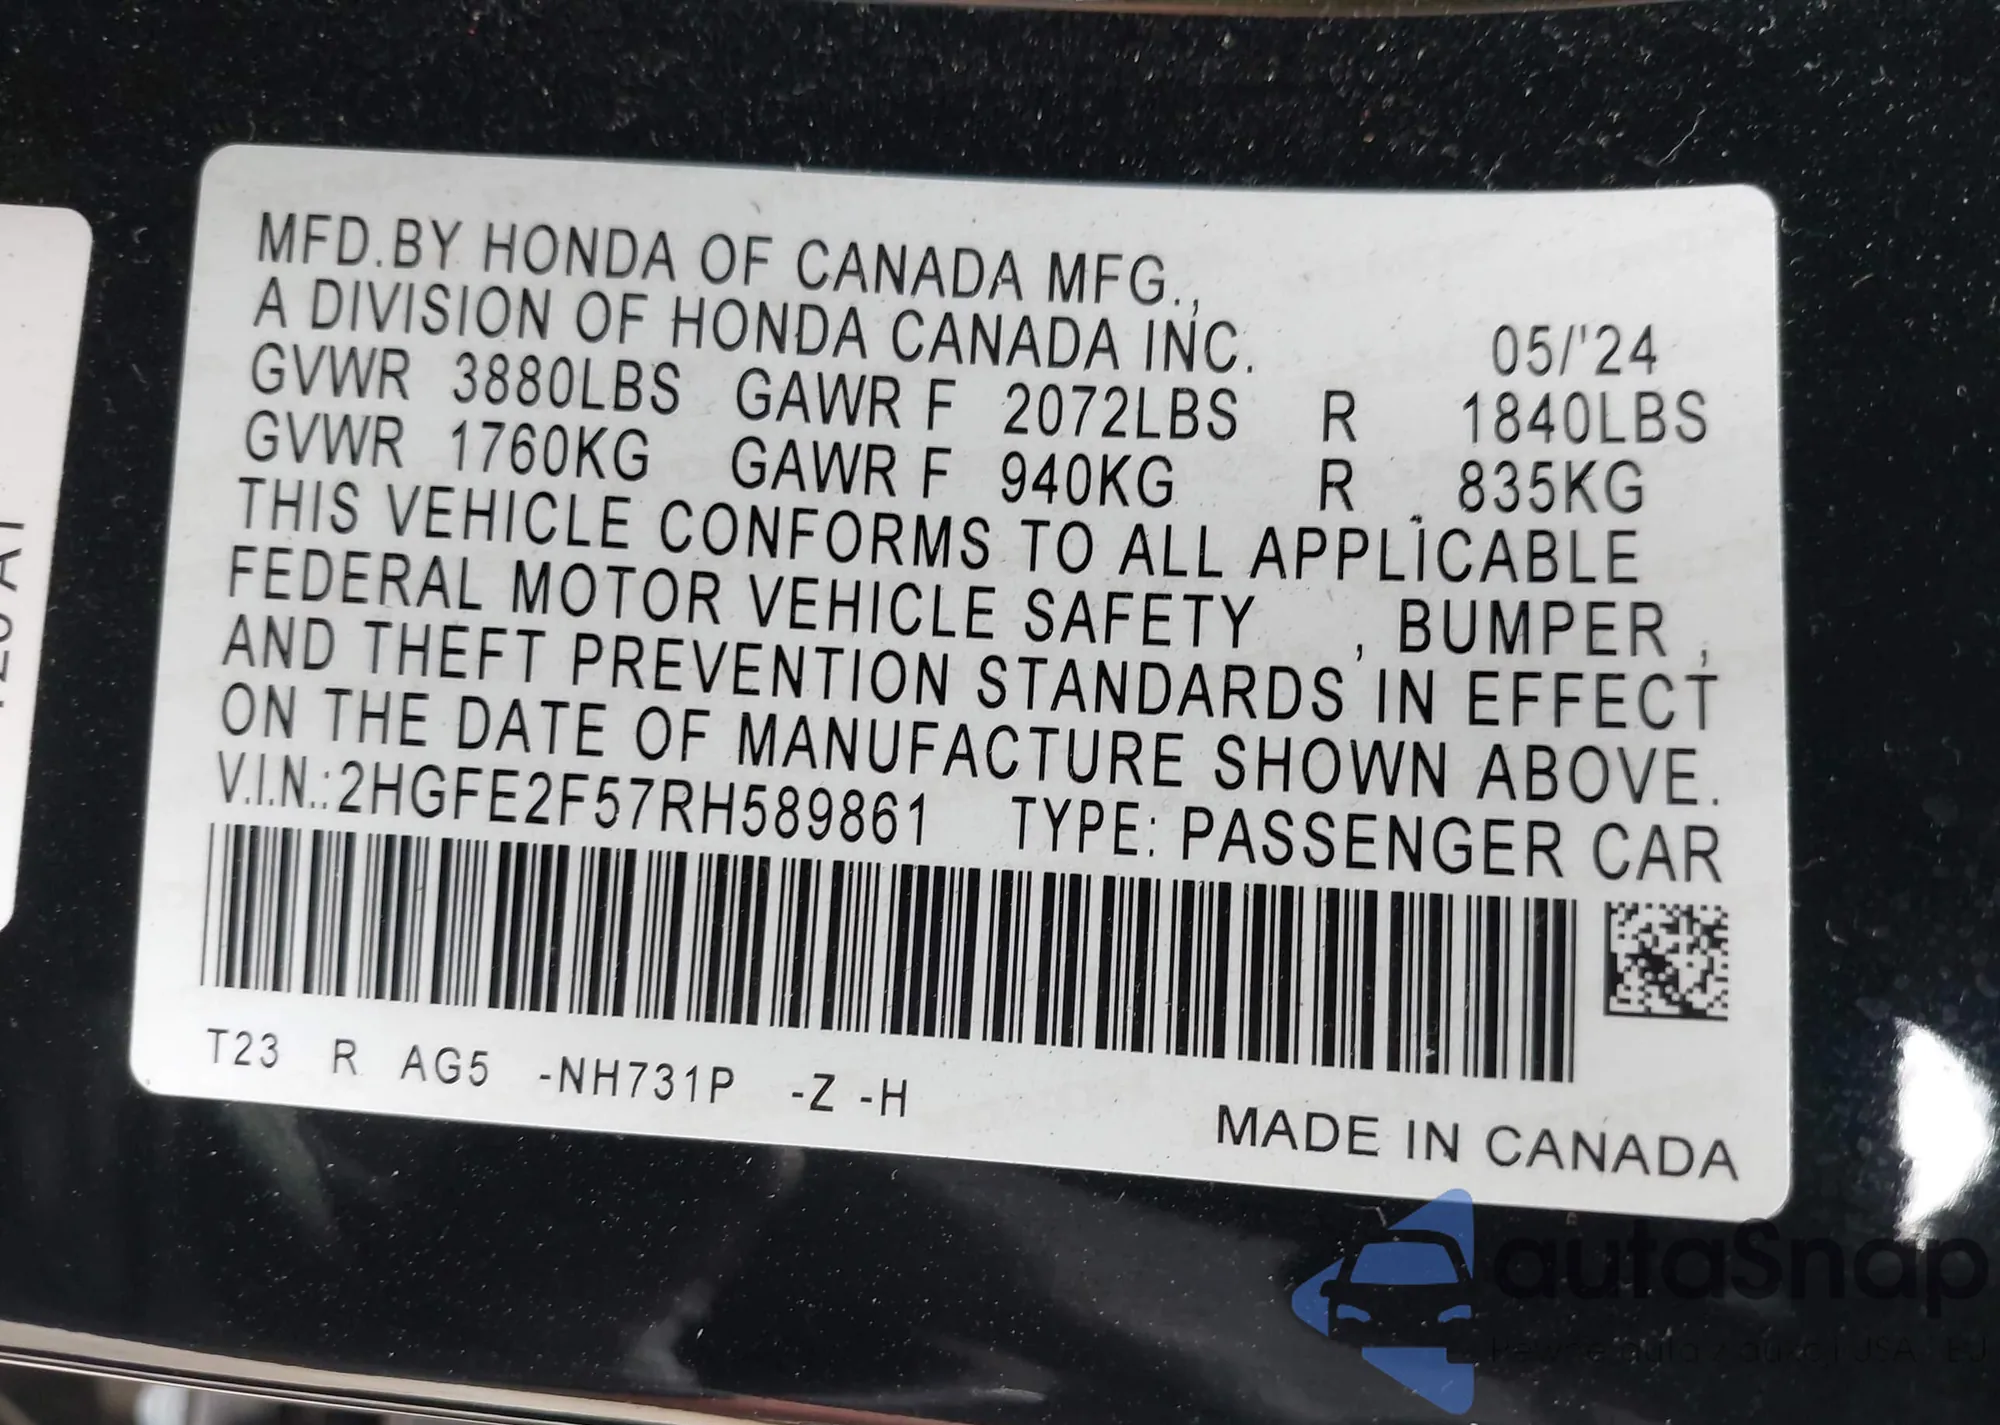 MFD.BY HONDA OF CANADA MFG.,
A DIVISION OF HONDA CANADA INC. 05/'24
GVWR 3880LBS GAWR F 2072LBS R 1840LBS
GVWR 1760KG GAWR F 940KG R 835KG
THIS VEHICLE CONFORMS TO ALL APPLICABLE
FEDERAL MOTOR VEHICLE SAFETY , BUMPER ,
AND THEFT PREVENTION STANDARDS IN EFFECT
ON THE DATE OF MANUFACTURE SHOWN ABOVE.
V.I.N.:2HGFE2F57RH589861 TYPE: PASSENGER CAR
T23 R AG5 -NH731P -Z -H
MADE IN CANADA
autaSnap